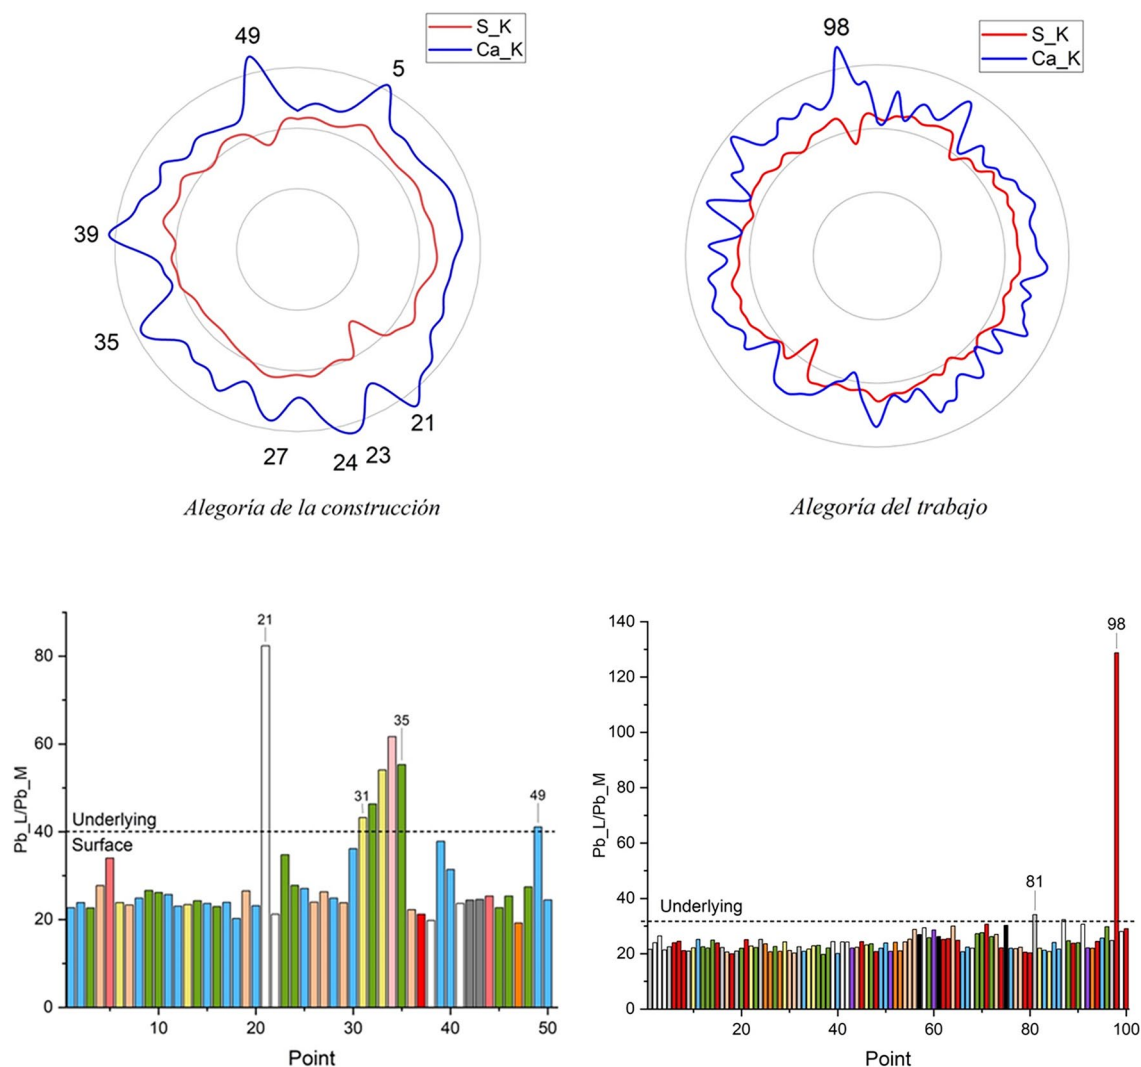 49
5
39
35
27
24
23
21
S_K
Ca_K
Alegoría de la construcción
98
S_K
Ca_K
Alegoría del trabajo
80
60
40
20
0
Pb_L/Pb_M
Underlying
Surface
21
31
35
49
10
20
30
40
50
Point
140
120
100
80
60
40
20
0
Pb_L/Pb_M
Underlying
81
98
20
40
60
80
100
Point